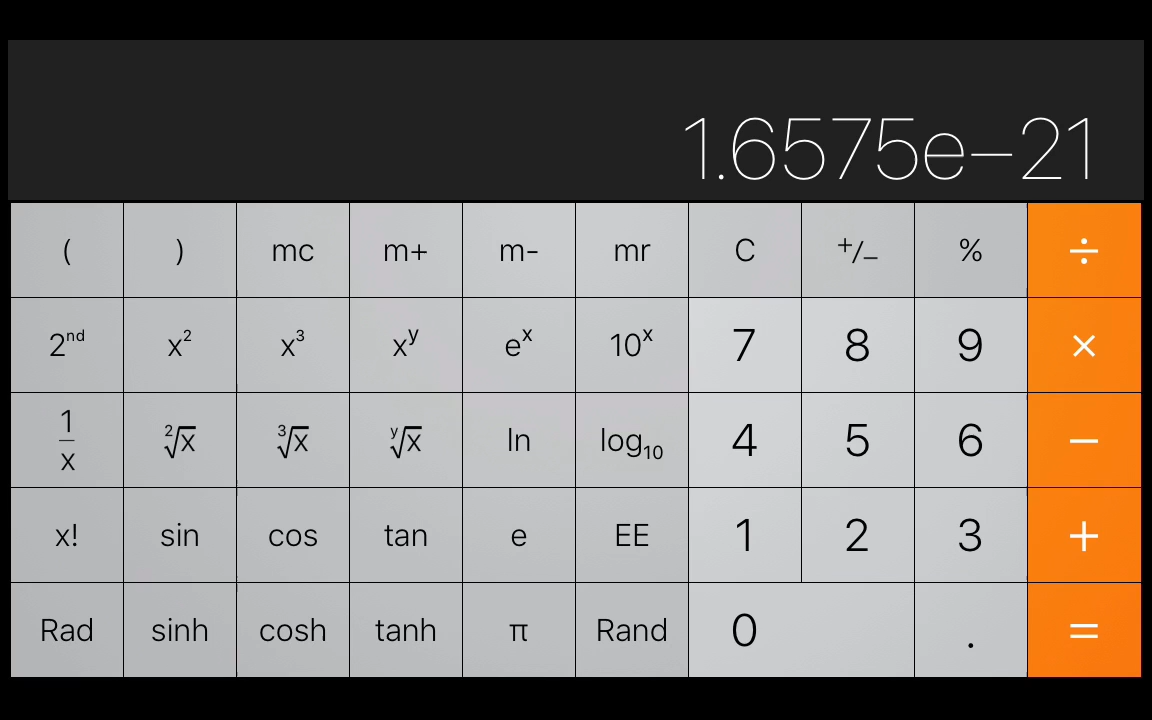 1.6575e−21
( ) mc m+ m- mr C +/− % ÷
2ⁿᵈ x² x³ xʸ eˣ 10ˣ 7 8 9 ×
1/x ²√x ³√x ʸ√x ln log₁₀ 4 5 6 −
x! sin cos tan e EE 1 2 3 +
Rad sinh cosh tanh π Rand 0 . =